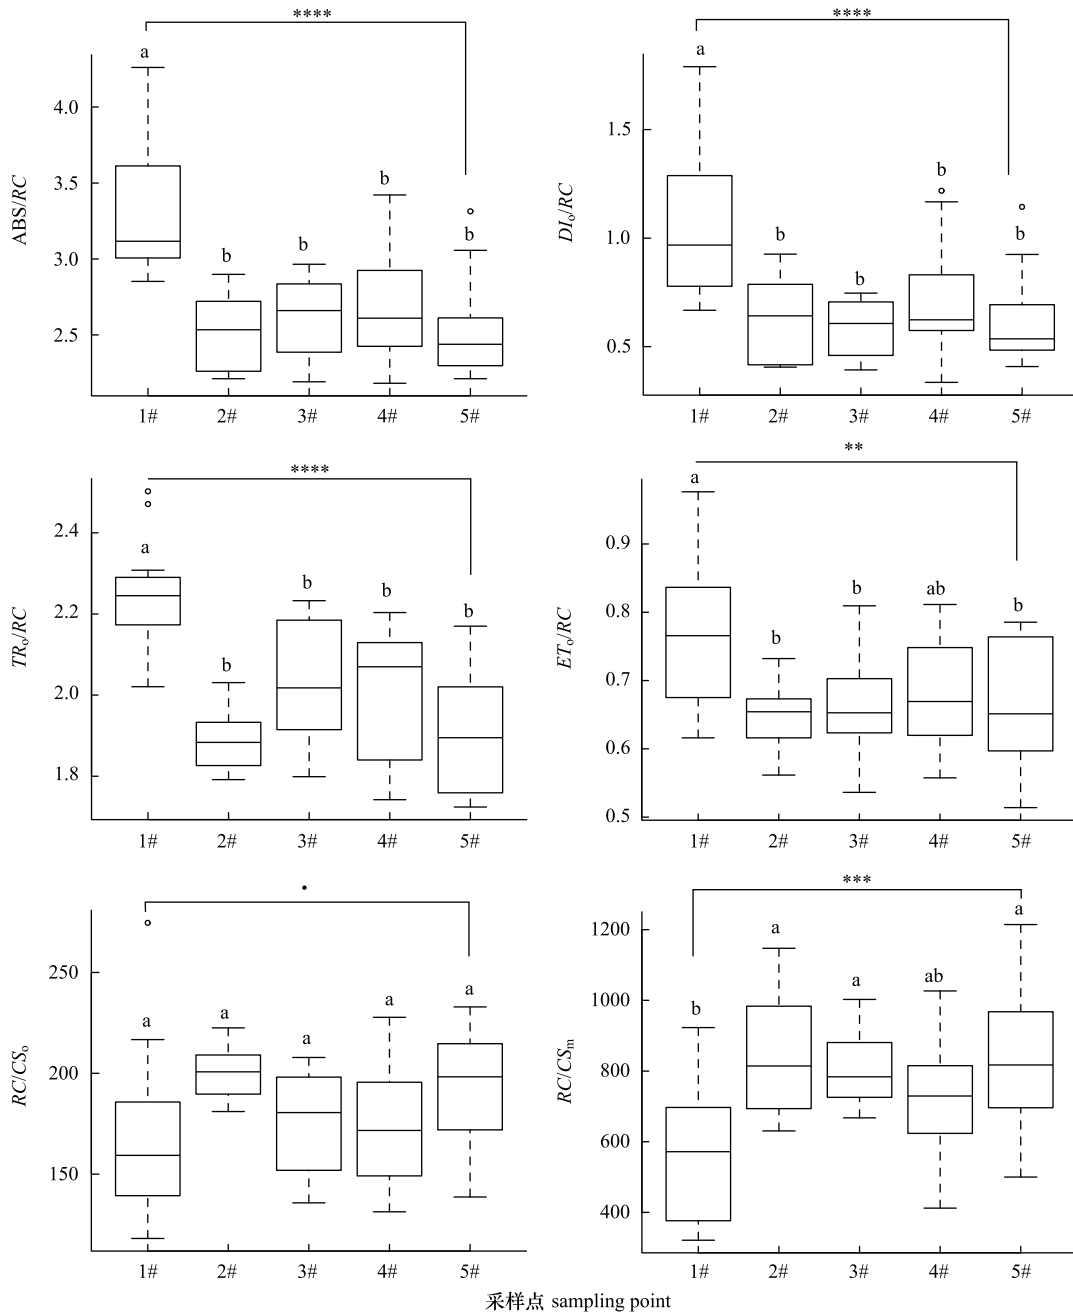 ****
a
4.0
3.5
3.0
2.5
b
b
b
b
ABS/RC
1# 2# 3# 4# 5#
****
a
1.5
1.0
0.5
b
b
b
b
DIo/RC
1# 2# 3# 4# 5#
****
2.4
2.2
2.0
1.8
a
b
b
b
b
TRo/RC
1# 2# 3# 4# 5#
**
a
0.9
0.8
0.7
0.6
0.5
b
b
ab
b
ETo/RC
1# 2# 3# 4# 5#
•
250
200
150
a
a
a
a
a
RC/CSo
1# 2# 3# 4# 5#
***
1200
1000
800
600
400
b
a
a
ab
a
RC/CSm
1# 2# 3# 4# 5#
采样点 sampling point